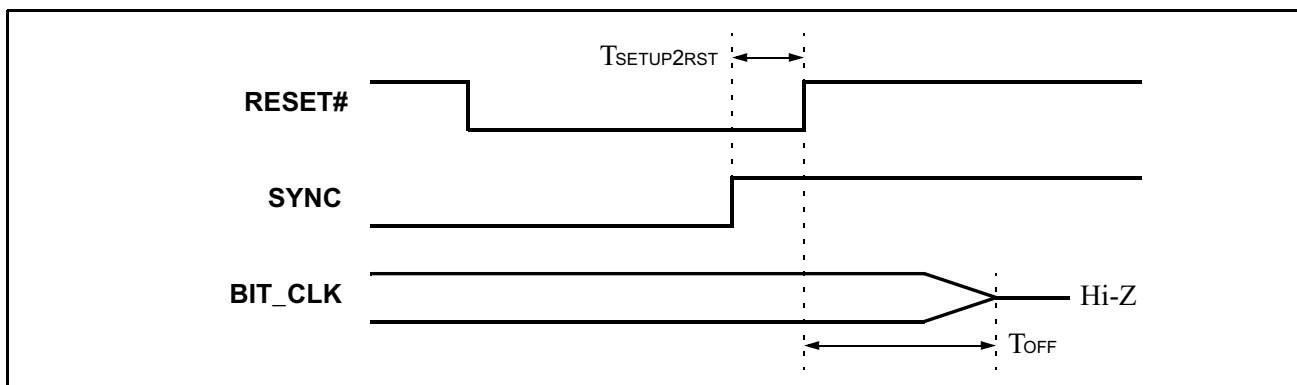 TSETUP2RST
RESET#
SYNC
BIT_CLK
Hi-Z
TOFF